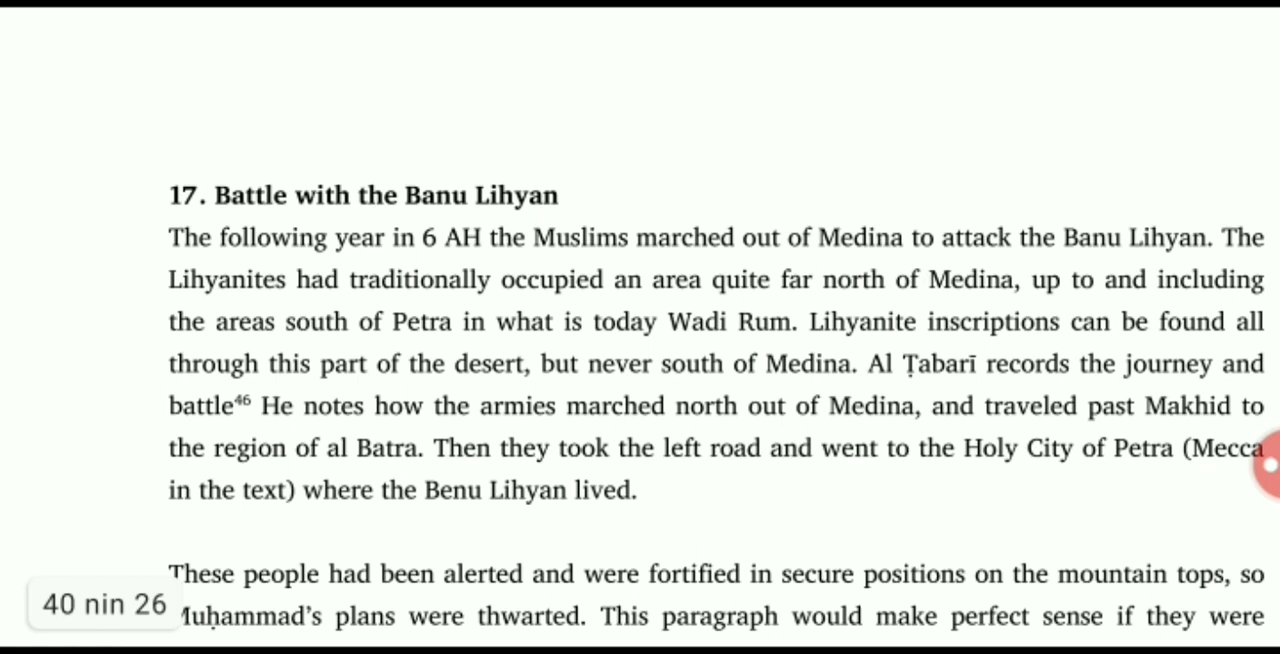 17. Battle with the Banu Lihyan
The following year in 6 AH the Muslims marched out of Medina to attack the Banu Lihyan. The
Lihyanites had traditionally occupied an area quite far north of Medina, up to and including
the areas south of Petra in what is today Wadi Rum. Lihyanite inscriptions can be found all
through this part of the desert, but never south of Medina. Al Ṭabarī records the journey and
battle⁴⁶ He notes how the armies marched north out of Medina, and traveled past Makhid to
the region of al Batra. Then they took the left road and went to the Holy City of Petra (Mecca
in the text) where the Benu Lihyan lived.
These people had been alerted and were fortified in secure positions on the mountain tops, so
Muḥammad's plans were thwarted. This paragraph would make perfect sense if they were
40 nin 26